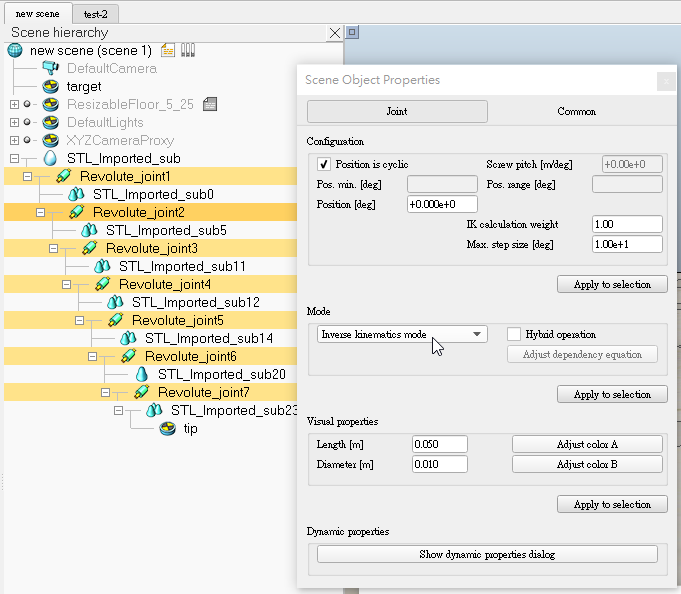 new scene
test-2
Scene hierarchy
new scene (scene 1)
DefaultCamera
target
ResizableFloor_5_25
DefaultLights
XYZCameraProxy
STL_Imported_sub
Revolute_joint1
STL_Imported_sub0
Revolute_joint2
STL_Imported_sub5
Revolute_joint3
STL_Imported_sub11
Revolute_joint4
STL_Imported_sub12
Revolute_joint5
STL_Imported_sub14
Revolute_joint6
STL_Imported_sub20
Revolute_joint7
STL_Imported_sub23
tip
Scene Object Properties
Joint
Common
Configuration
Position is cyclic
Screw pitch [m/deg]
+0.00e+0
Pos. min. [deg]
Pos. range [deg]
Position [deg]
+0.000e+0
IK calculation weight
1.00
Max. step size [deg]
1.00e+1
Apply to selection
Mode
Inverse kinematics mode
Hybrid operation
Adjust dependency equation
Apply to selection
Visual properties
Length [m]
0.050
Adjust color A
Diameter [m]
0.010
Adjust color B
Apply to selection
Dynamic properties
Show dynamic properties dialog